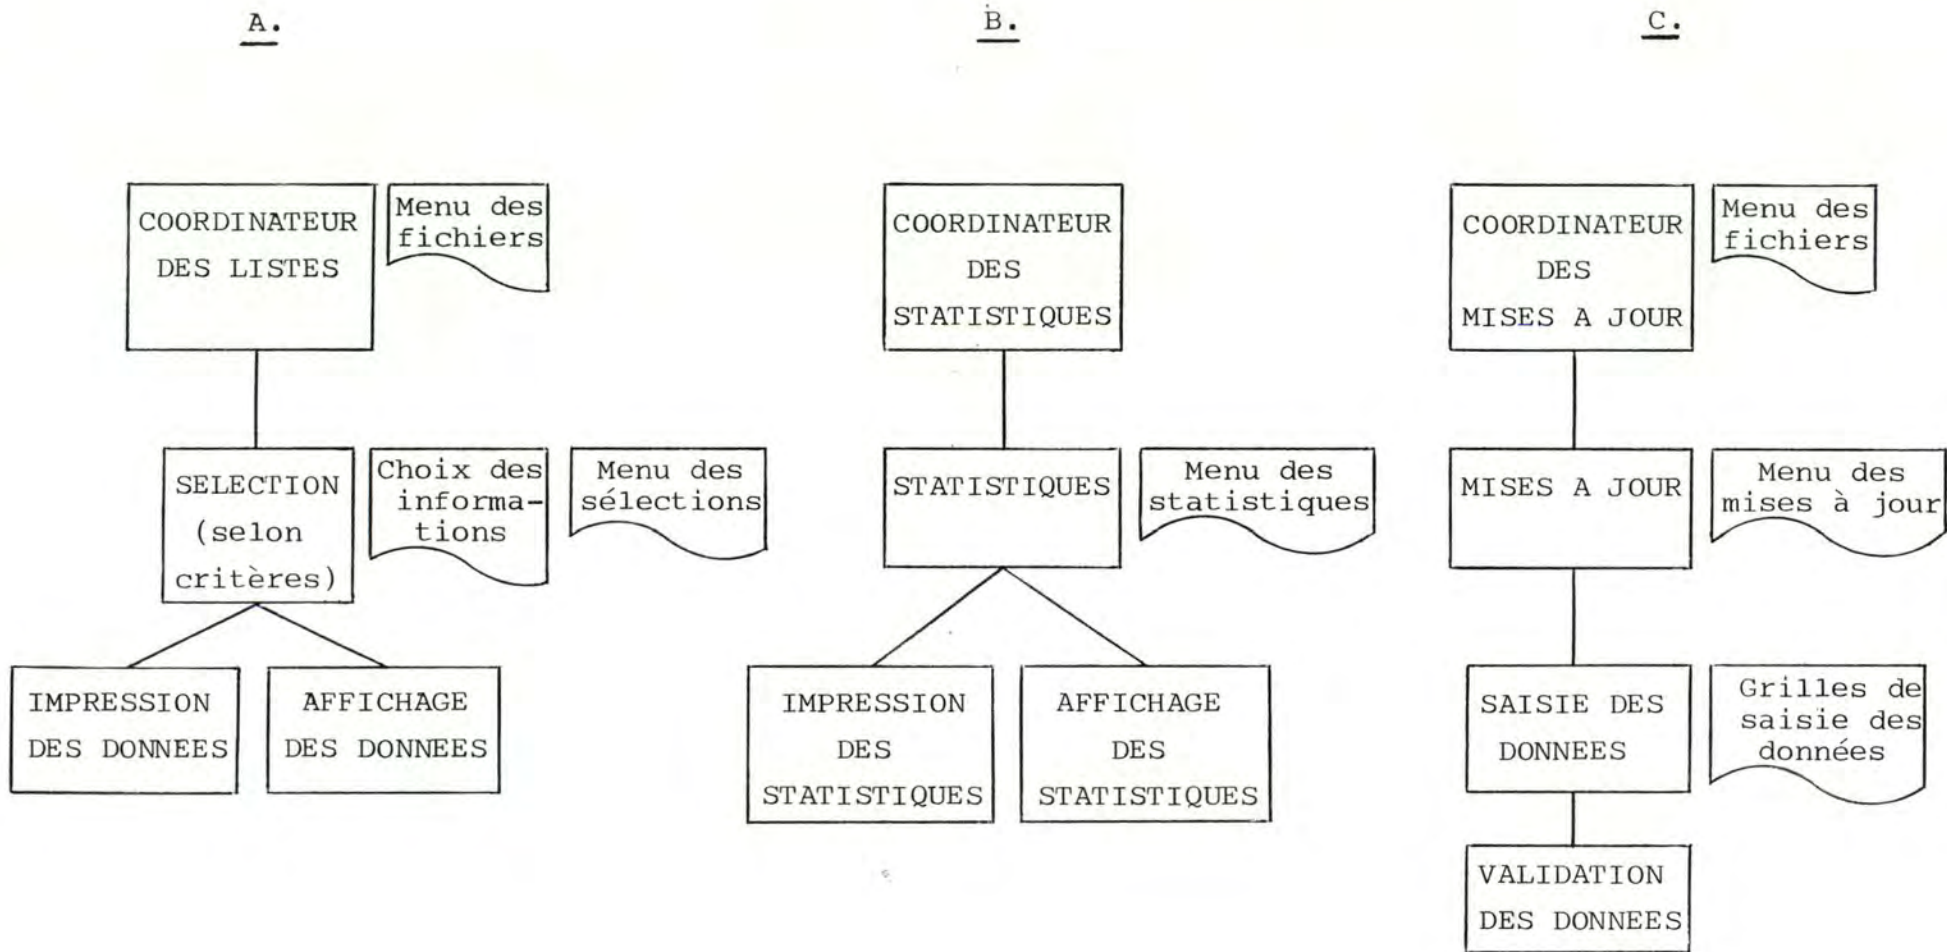 A.
COORDINATEUR
DES LISTES
Menu des
fichiers
SELECTION
(selon
critères)
Choix des
informa-
tions
Menu des
sélections
IMPRESSION
DES DONNEES
AFFICHAGE
DES DONNEES
B.
COORDINATEUR
DES
STATISTIQUES
STATISTIQUES
Menu des
statistiques
IMPRESSION
DES
STATISTIQUES
AFFICHAGE
DES
STATISTIQUES
C.
COORDINATEUR
DES
MISES A JOUR
Menu des
fichiers
MISES A JOUR
Menu des
mises à jour
SAISIE DES
DONNEES
Grilles de
saisie des
données
VALIDATION
DES DONNEES